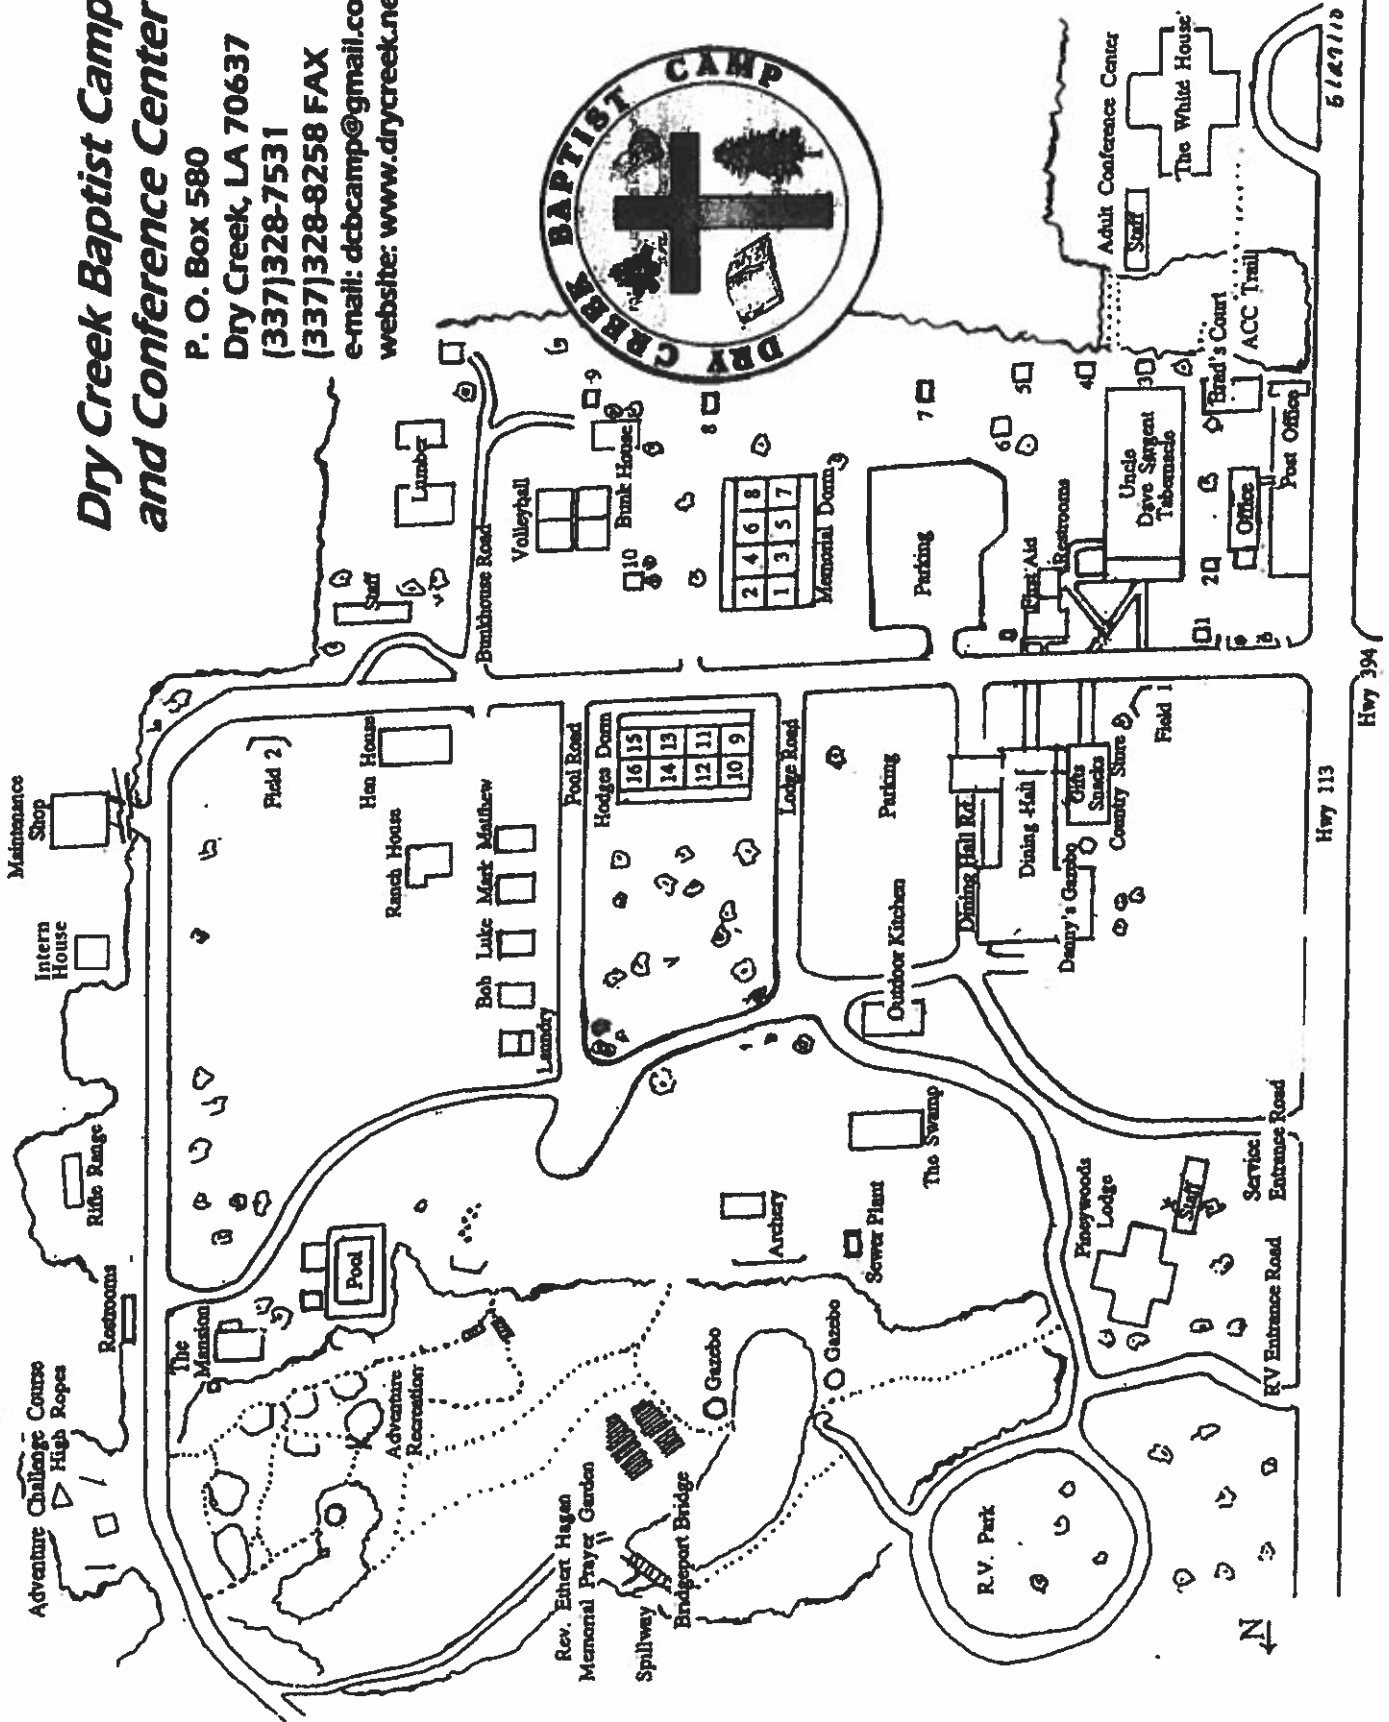 Dry Creek Baptist Camp
and Conference Center
P. O. Box 580
Dry Creek, LA 70637
(337)328-7531
(337)328-8258 FAX
e-mail: dcbcamp@gmail.co
website: www.drycreek.ne
DRY CREEK BAPTIST CAMP
Adventure Challenge Course
High Ropes
Restrooms
Rifle Range
Intern
House
Maintenance
Shop
The
Mansion
Pool
Field 2
Hen House
Ranch House
Staff
Lumber
Bunkhouse Road
Adventure
Recreation
Laundry
Bob
Luke
Mark
Matthew
Pool Road
Volleyball
Bunk House
9
10
8
Hodges Dorm
16 15
14 13
12 11
10 9
2 4 6 8
1 3 5 7
Memorial Dorm
Rev. Ethert Hagan
Memorial Prayer Garden
Spillway
Bridgeport Bridge
Gazebo
Gazebo
Archery
Sewer Plant
The Swamp
Lodge Road
Parking
Parking
7
Outdoor Kitchen
Dining Hall Rd.
Dining Hall
Gifts
Snacks
Country Store
Danny's Gazebo
Field 1
First Aid
Restrooms
6
5
4
3
Uncle
Dave Sargent
Tabernacle
1
2
Office
Post Office
Brad's Court
ACC Trail
Adult Conference Center
Staff
'The White House'
R.V. Park
Pineywoods
Lodge
Staff
Service
Entrance Road
RV Entrance Road
Hwy 113
Hwy 394
N